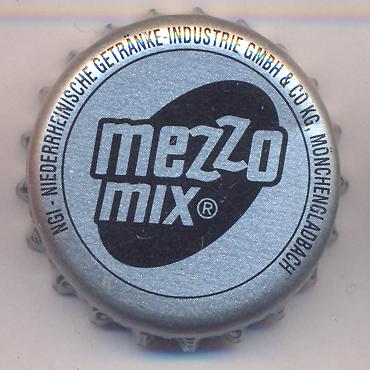 NGI - NIEDERRHEINISCHE GETRÄNKE-INDUSTRIE GMBH & CO KG, MÖNCHENGLADBACH
mezzo
mix®